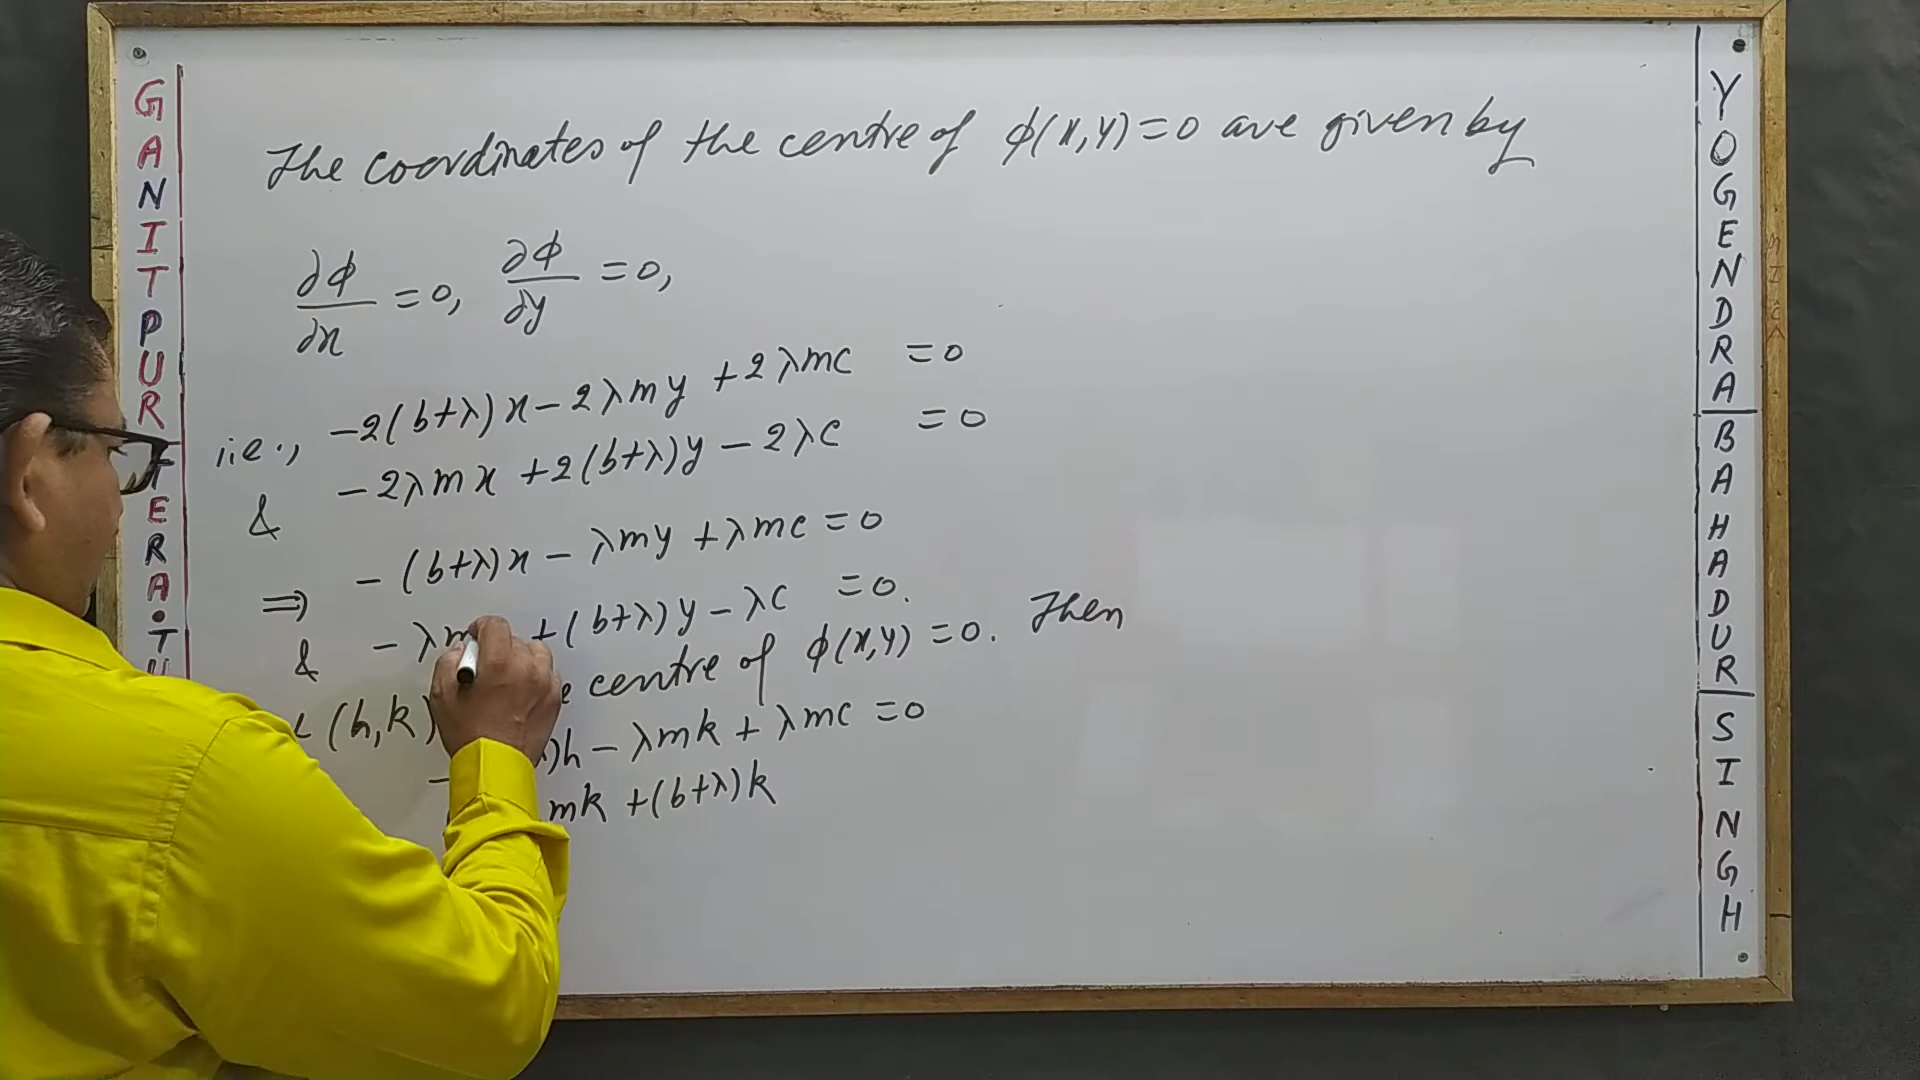 GANITPUR
The coordinates of the centre of ϕ(x,y)=0 are given by
∂ϕ/∂x =0, ∂ϕ/∂y =0,
i.e., -2(b+λ)x-2λmy +2λmc =0
& -2λmx +2(b+λ)y-2λc =0
⇒ -(b+λ)x-λmy+λmc=0
& -λm +(b+λ)y-λc =0.
(h,k) centre of ϕ(x,y)=0. Then
)h-λmk+λmc=0
mk +(b+λ)k
YOGENDRA
BAHADUR
SINGH